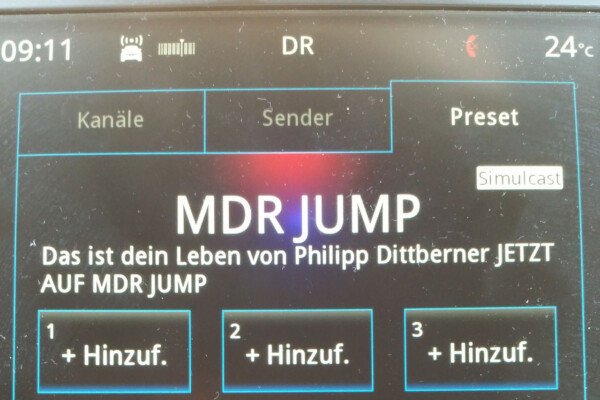 09:11 DR 24°C
Kanäle Sender Preset
Simulcast
MDR JUMP
Das ist dein Leben von Philipp Dittberner JETZT
AUF MDR JUMP
1 2 3
+ Hinzuf. + Hinzuf. + Hinzuf.